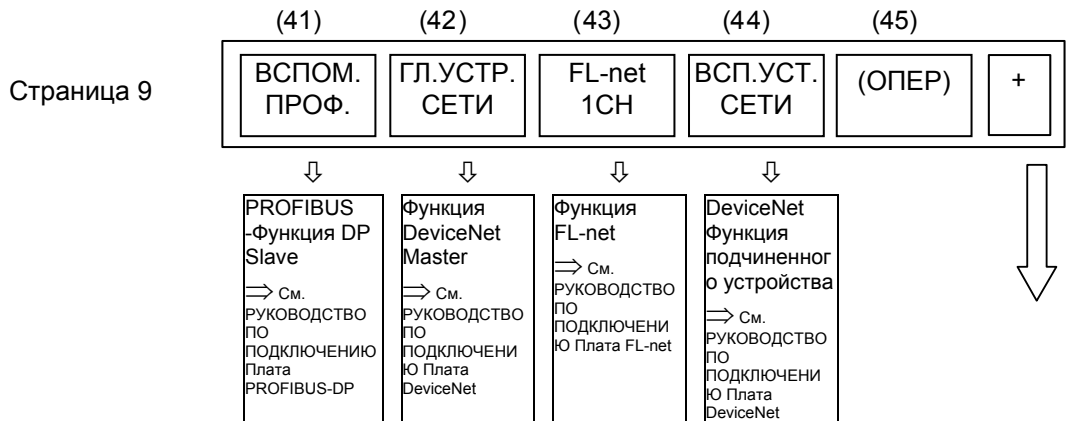 (41) (42) (43) (44) (45)
Страница 9
ВСПОМ.
ПРОФ.
ГЛ.УСТР.
СЕТИ
FL-net
1CH
ВСП.УСТ.
СЕТИ
(ОПЕР)
+
PROFIBUS
-Функция DP
Slave
См.
РУКОВОДСТВО
ПО
ПОДКЛЮЧЕНИЮ
Плата
PROFIBUS-DP
Функция
DeviceNet
Master
См.
РУКОВОДСТВО
ПО
ПОДКЛЮЧЕНИ
Ю Плата
DeviceNet
Функция
FL-net
См.
РУКОВОДСТВО
ПО
ПОДКЛЮЧЕНИ
Ю Плата FL-net
DeviceNet
Функция
подчиненног
о устройства
См.
РУКОВОДСТВО
ПО
ПОДКЛЮЧЕНИ
Ю Плата
DeviceNet